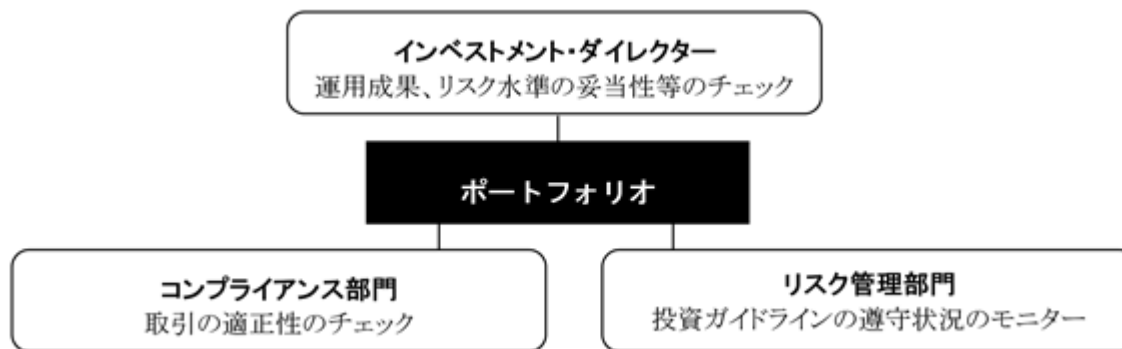 インベストメント・ダイレクター
運用成果、リスク水準の妥当性等のチェック
ポートフォリオ
コンプライアンス部門
取引の適正性のチェック
リスク管理部門
投資ガイドラインの遵守状況のモニター